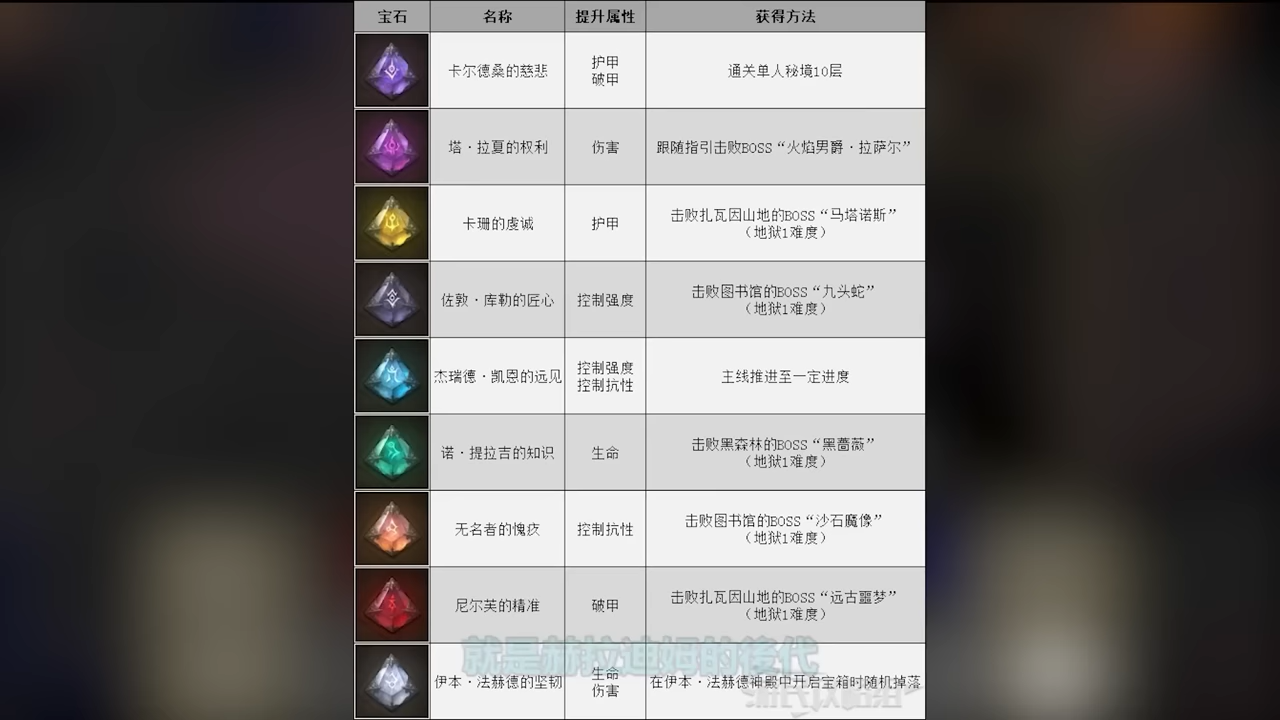 宝石 名称 提升属性 获得方法
卡尔德桑的慈悲
护甲
破甲
通关单人秘境10层
塔·拉夏的权利 伤害 跟随指引击败BOSS“火焰男爵·拉萨尔”
卡珊的虔诚 护甲
击败扎瓦因山地的BOSS“马塔诺斯”
（地狱1难度）
佐敦·库勒的匠心 控制强度
击败图书馆的BOSS“九头蛇”
（地狱1难度）
杰瑞德·凯恩的远见
控制强度
控制抗性
主线推进至一定进度
诺·提拉吉的知识 生命
击败黑森林的BOSS“黑蔷薇”
（地狱1难度）
无名者的愧疚 控制抗性
击败图书馆的BOSS“沙石魔像”
（地狱1难度）
尼尔芙的精准 破甲
击败扎瓦因山地的BOSS“远古噩梦”
（地狱1难度）
就是赫拉迪姆的後代
伊本·法赫德的坚韧
生命
伤害
在伊本·法赫德神殿中开启宝箱时随机掉落